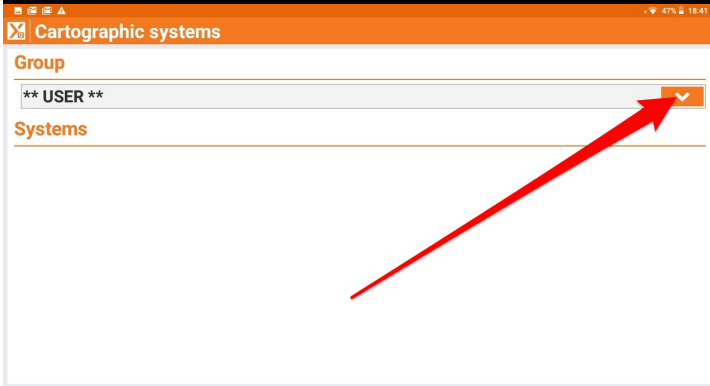 47% 18:41
Cartographic systems
Group
** USER **
Systems